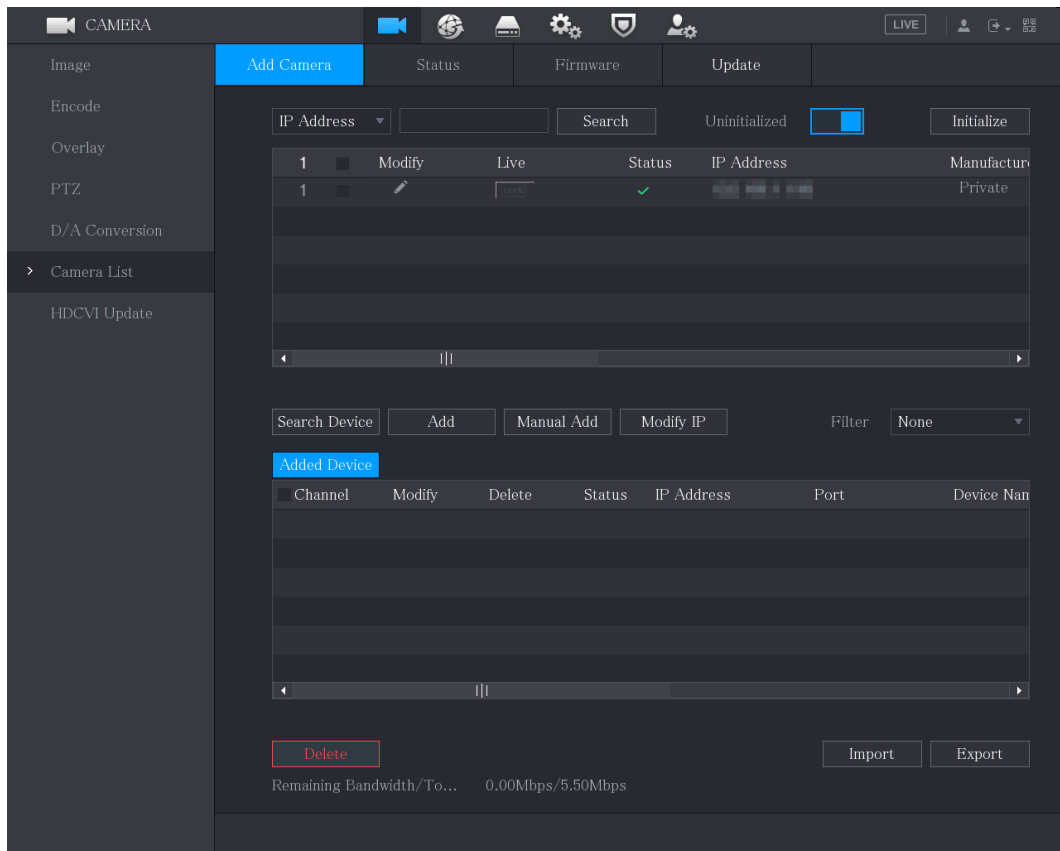 CAMERA LIVE
Image
Encode
Overlay
PTZ
D/A Conversion
Camera List
HDCVI Update
Add Camera Status Firmware Update
IP Address Search Uninitialized Initialize
1 Modify Live Status IP Address Manufacture
1 LIVE Private
Search Device Add Manual Add Modify IP Filter None
Added Device
Channel Modify Delete Status IP Address Port Device Nam
Delete Import Export
Remaining Bandwidth/To... 0.00Mbps/5.50Mbps